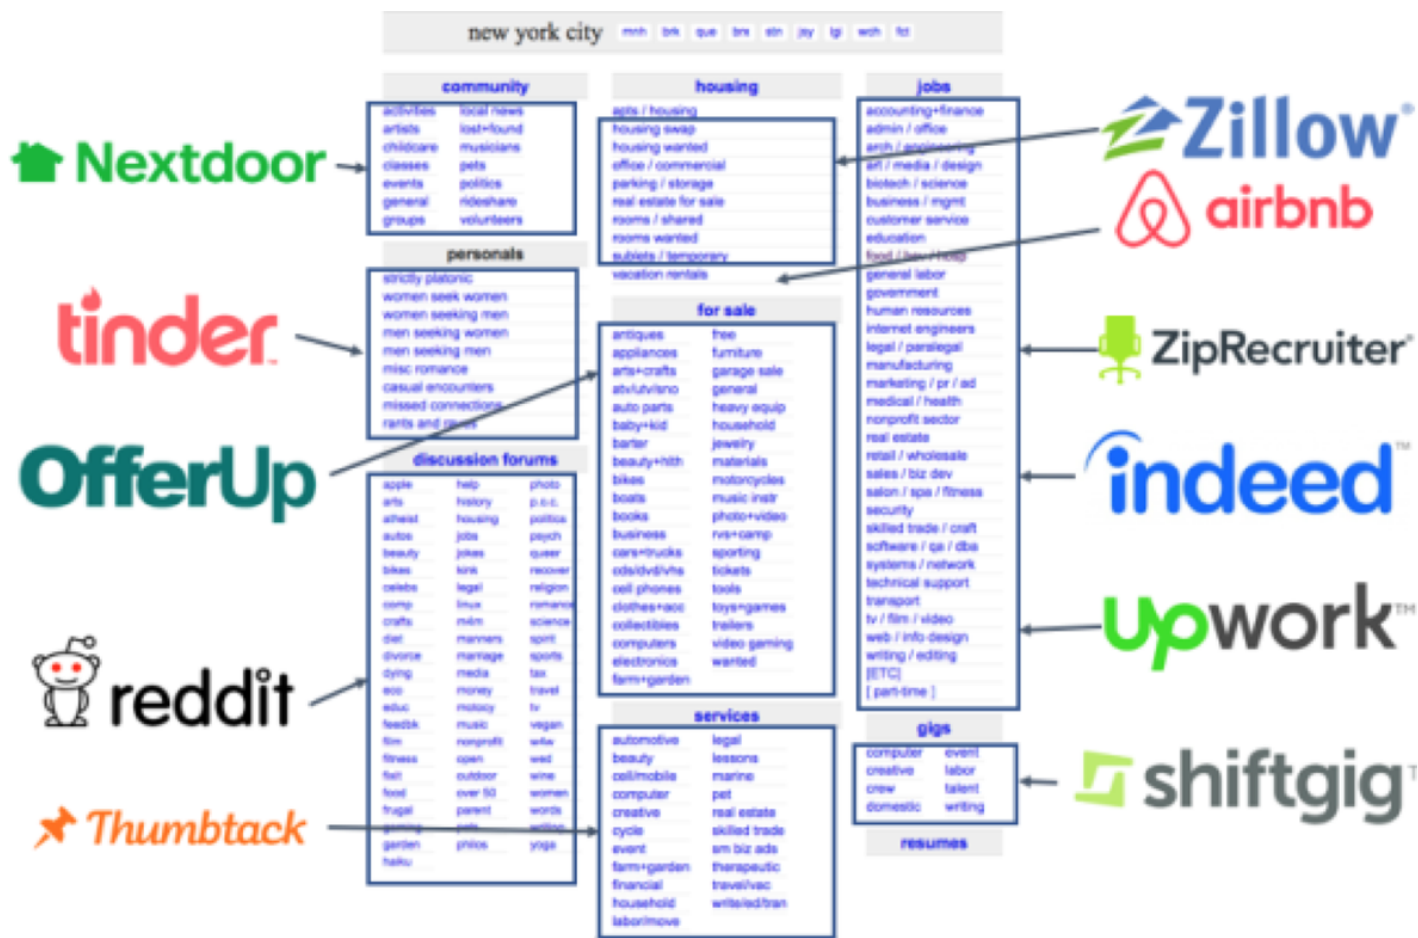 new york city mnh brk que brx stn jsy lgi wch fct
community
activities local news
artists lost+found
childcare musicians
classes pets
events politics
general rideshare
groups volunteers
personals
strictly platonic
women seek women
women seeking men
men seeking women
men seeking men
misc romance
casual encounters
missed connections
rants and raves
discussion forums
apple help photo
arts history p.o.c.
atheist housing politics
autos jobs psych
beauty jokes queer
bikes kink recover
celebs legal religion
comp linux romance
crafts m4m science
diet manners spirit
divorce marriage sports
dying media tax
eco money travel
educ motocy tv
feedbk music vegan
film nonprofit w4w
fitness open wed
fixit outdoor wine
food over 50 women
frugal parent words
gaming pets writing
garden philos yoga
haiku
housing
apts / housing
housing swap
housing wanted
office / commercial
parking / storage
real estate for sale
rooms / shared
rooms wanted
sublets / temporary
vacation rentals
for sale
antiques free
appliances furniture
arts+crafts garage sale
atv/utv/sno general
auto parts heavy equip
baby+kid household
barter jewelry
beauty+hlth materials
bikes motorcycles
boats music instr
books photo+video
business rvs+camp
cars+trucks sporting
cds/dvd/vhs tickets
cell phones tools
clothes+acc toys+games
collectibles trailers
computers video gaming
electronics wanted
farm+garden
services
automotive legal
beauty lessons
cell/mobile marine
computer pet
creative real estate
cycle skilled trade
event sm biz ads
farm+garden therapeutic
financial travel/vac
household write/ed/tran
labor/move
jobs
accounting+finance
admin / office
arch / engineering
art / media / design
biotech / science
business / mgmt
customer service
education
food / bev / hosp
general labor
government
human resources
internet engineers
legal / paralegal
manufacturing
marketing / pr / ad
medical / health
nonprofit sector
real estate
retail / wholesale
sales / biz dev
salon / spa / fitness
security
skilled trade / craft
software / qa / dba
systems / network
technical support
transport
tv / film / video
web / info design
writing / editing
[ETC]
[ part-time ]
gigs
computer event
creative labor
crew talent
domestic writing
resumes
Nextdoor
tinder
OfferUp
reddit
Thumbtack
Zillow®
airbnb
ZipRecruiter
indeed™
upwork™
shiftgig